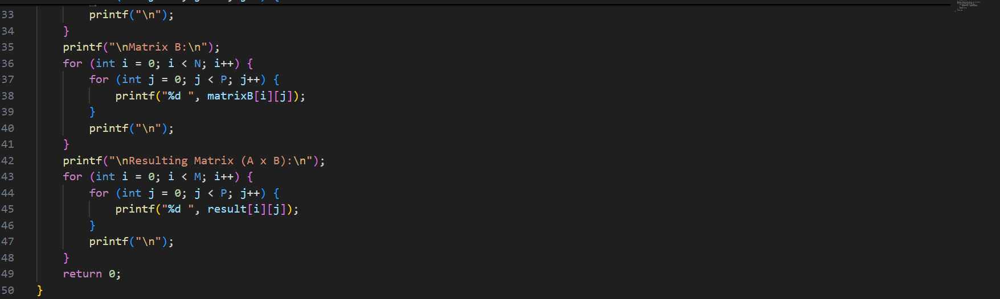 33 printf("\n");
34 }
35 printf("\nMatrix B:\n");
36 for (int i = 0; i < N; i++) {
37 for (int j = 0; j < P; j++) {
38 printf("%d ", matrixB[i][j]);
39 }
40 printf("\n");
41 }
42 printf("\nResulting Matrix (A x B):\n");
43 for (int i = 0; i < M; i++) {
44 for (int j = 0; j < P; j++) {
45 printf("%d ", result[i][j]);
46 }
47 printf("\n");
48 }
49 return 0;
50 }